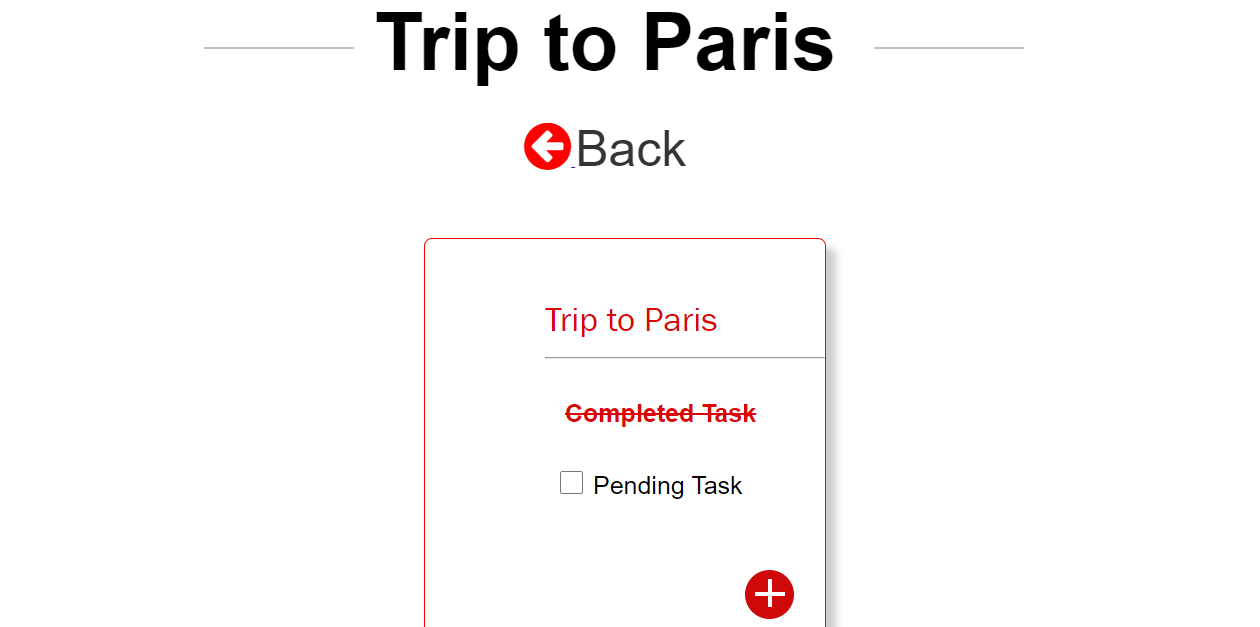 Trip to Paris
Back
Trip to Paris
Completed Task
Pending Task